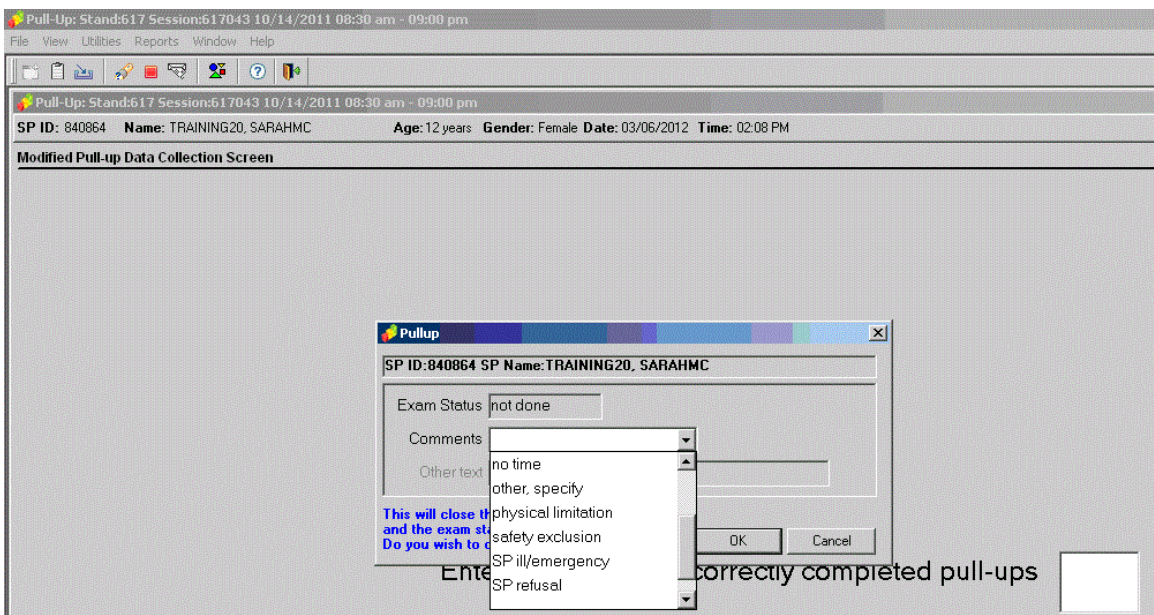 Pull-Up: Stand:617 Session:617043 10/14/2011 08:30 am - 09:00 pm
File View Utilities Reports Window Help
Pull-Up: Stand:617 Session:617043 10/14/2011 08:30 am - 09:00 pm
SP ID: 840864 Name: TRAINING20, SARAHMC Age: 12 years Gender: Female Date: 03/06/2012 Time: 02:08 PM
Modified Pull-up Data Collection Screen
Pullup
SP ID:840864 SP Name:TRAINING20, SARAHMC
Exam Status not done
Comments
Other text
no time
other, specify
physical limitation
safety exclusion
SP ill/emergency
SP refusal
This will close
and the exam
Do you wish to
OK Cancel
correctly completed pull-ups